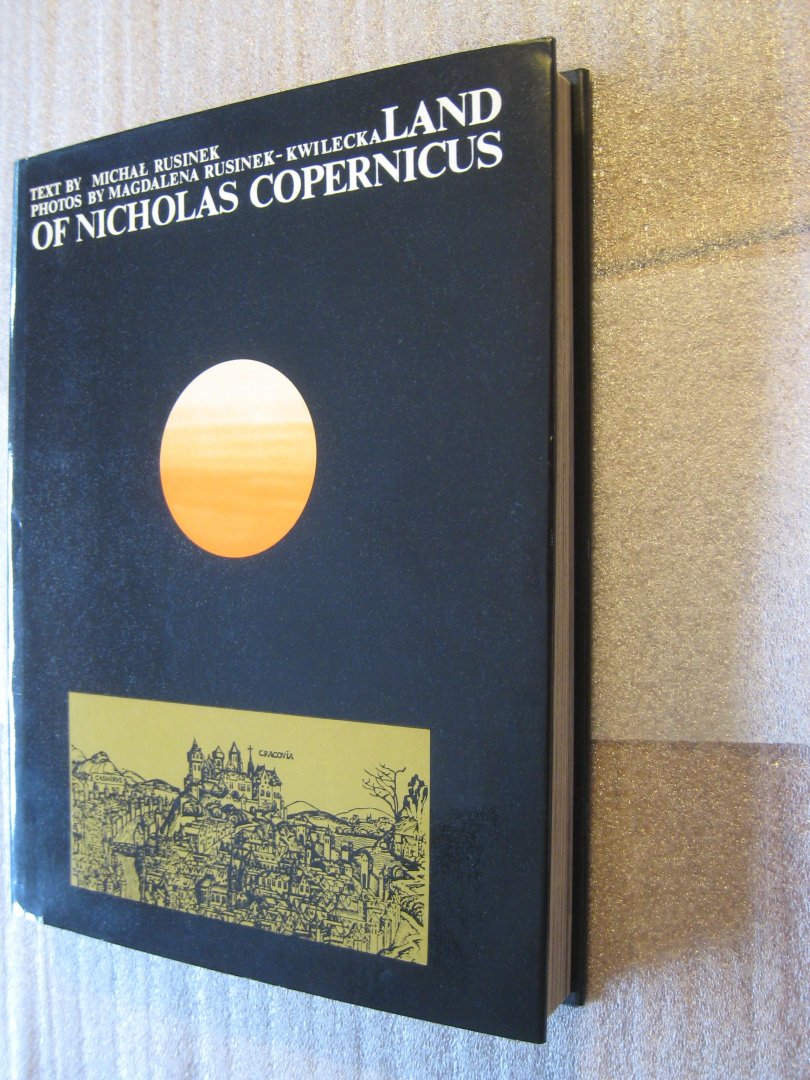 TEXT BY MICHAŁ RUSINEK
PHOTOS BY MAGDALENA RUSINEK-KWILECKA LAND
OF NICHOLAS COPERNICUS
CRACOVIA